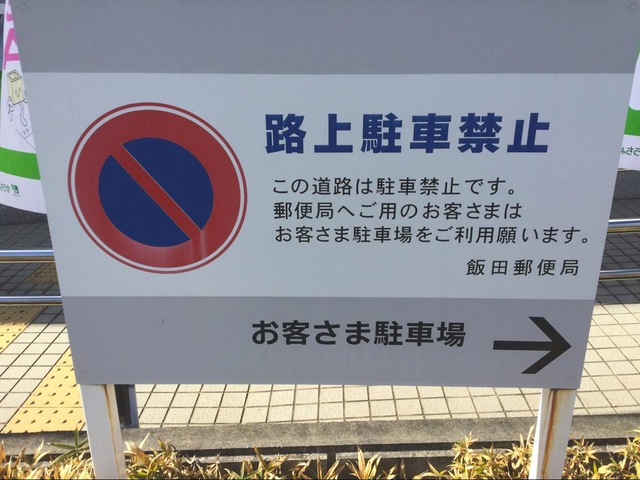 路上駐車禁止
この道路は駐車禁止です。
郵便局へご用のお客さまは
お客さま駐車場をご利用願います。
飯田郵便局
お客さま駐車場